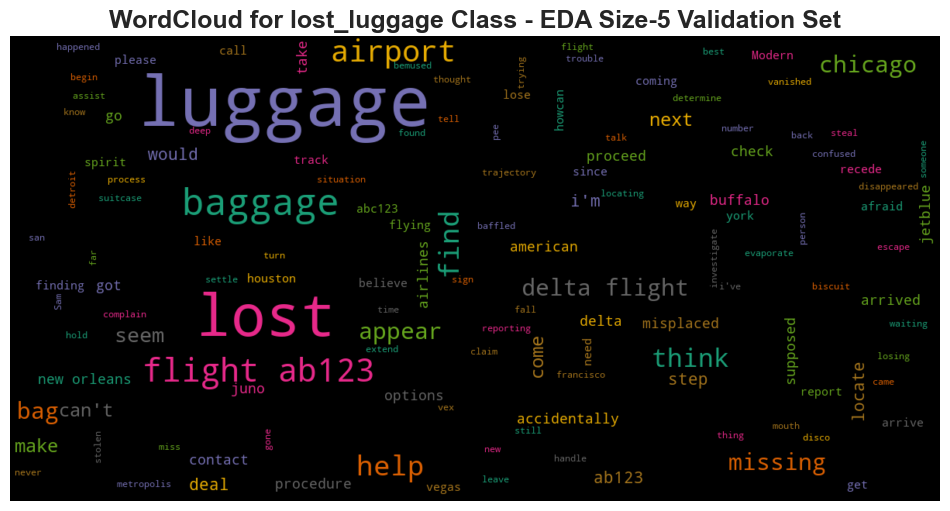 WordCloud for lost_luggage Class - EDA Size-5 Validation Set
happened
please
call
take
airport
bemused
flight
trouble
trying
best
Modern
vanished
chicago
begin
assist
know
go
luggage
deep
found
thought
tell
lose
howcan
coming
determine
next
number
back
steal
pee
talk
confused
someone
would
spirit
process
suitcase
detroit
track
situation
trajectory
since
proceed
check
recede
disappeared
baggage
abc123
flying
find
baffled
i'm
locating
way
buffalo
york
person
afraid
jetblue
san
far
like
turn
airlines
american
investigate
evaporate
escape
finding
Sam
got
settle
houston
believe
sign
delta flight
i've
biscuit
arrived
complain
hold
seem
lost
time
appear
extend
reporting
fall
delta
misplaced
supposed
waiting
claim
come
need
think
losing
new orleans
flight ab123
juno
options
francisco
step
report
locate
came
bag
can't
vex
accidentally
still
thing
mouth
disco
arrive
make
stolen
miss
gone
new
never
contact
help
handle
missing
metropolis
deal
procedure
vegas
leave
ab123
get